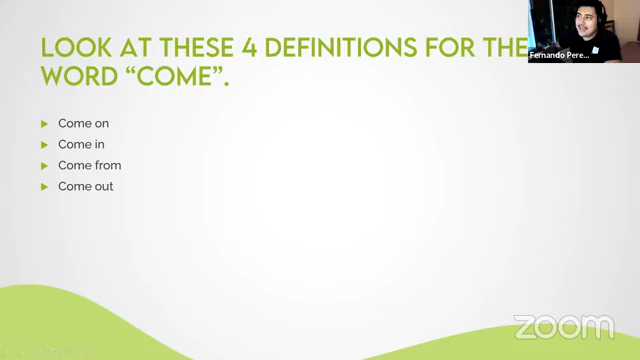 LOOK AT THESE 4 DEFINITIONS FOR THE
WORD “COME”.
Fernando Pere...
Come on
Come in
Come from
Come out
zoom